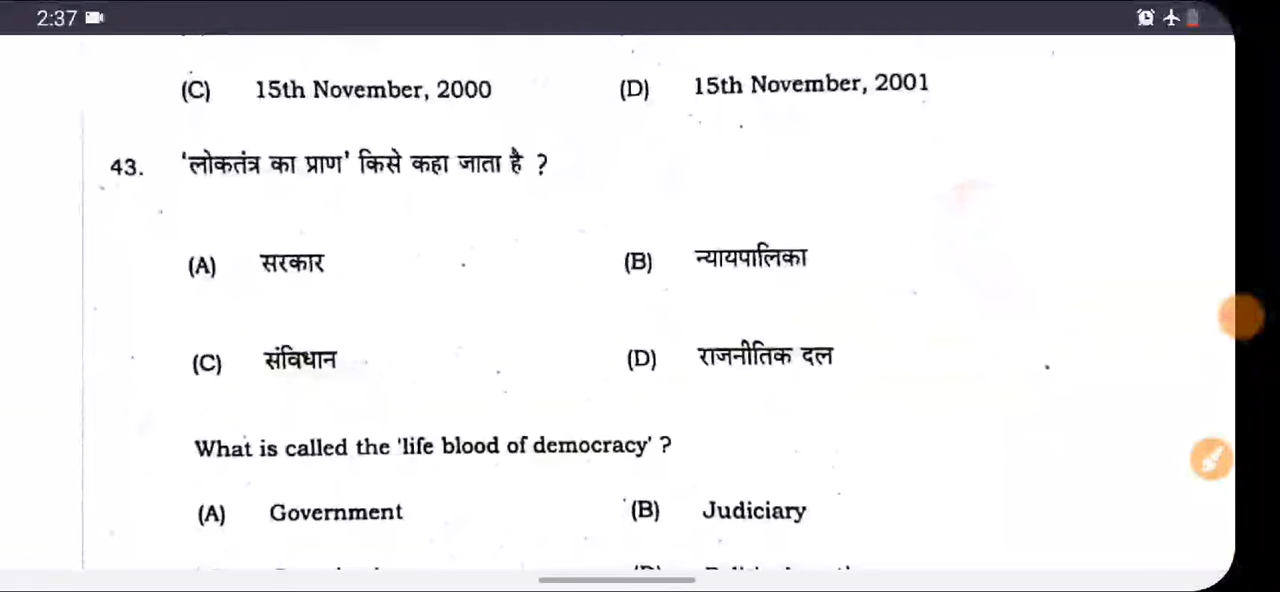 2:37
(C) 15th November, 2000 (D) 15th November, 2001
43. 'लोकतंत्र का प्राण' किसे कहा जाता है ?
(A) सरकार (B) न्यायपालिका
(C) संविधान (D) राजनीतिक दल
What is called the 'life blood of democracy' ?
(A) Government (B) Judiciary